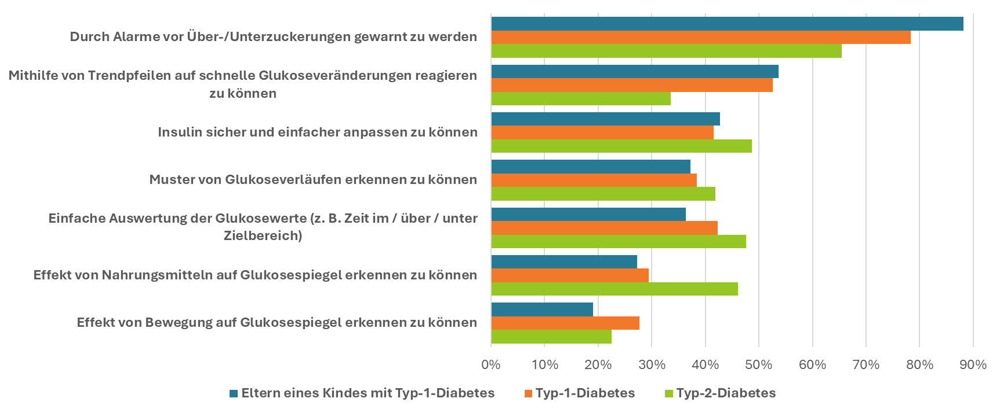 Durch Alarme vor Über-/Unterzuckerungen gewarnt zu werden
Mithilfe von Trendpfeilen auf schnelle Glukoseveränderungen reagieren
zu können
Insulin sicher und einfacher anpassen zu können
Muster von Glukoseverläufen erkennen zu können
Einfache Auswertung der Glukosewerte (z. B. Zeit im / über / unter
Zielbereich)
Effekt von Nahrungsmitteln auf Glukosespiegel erkennen zu können
Effekt von Bewegung auf Glukosespiegel erkennen zu können
0% 10% 20% 30% 40% 50% 60% 70% 80% 90%
Eltern eines Kindes mit Typ-1-Diabetes Typ-1-Diabetes Typ-2-Diabetes